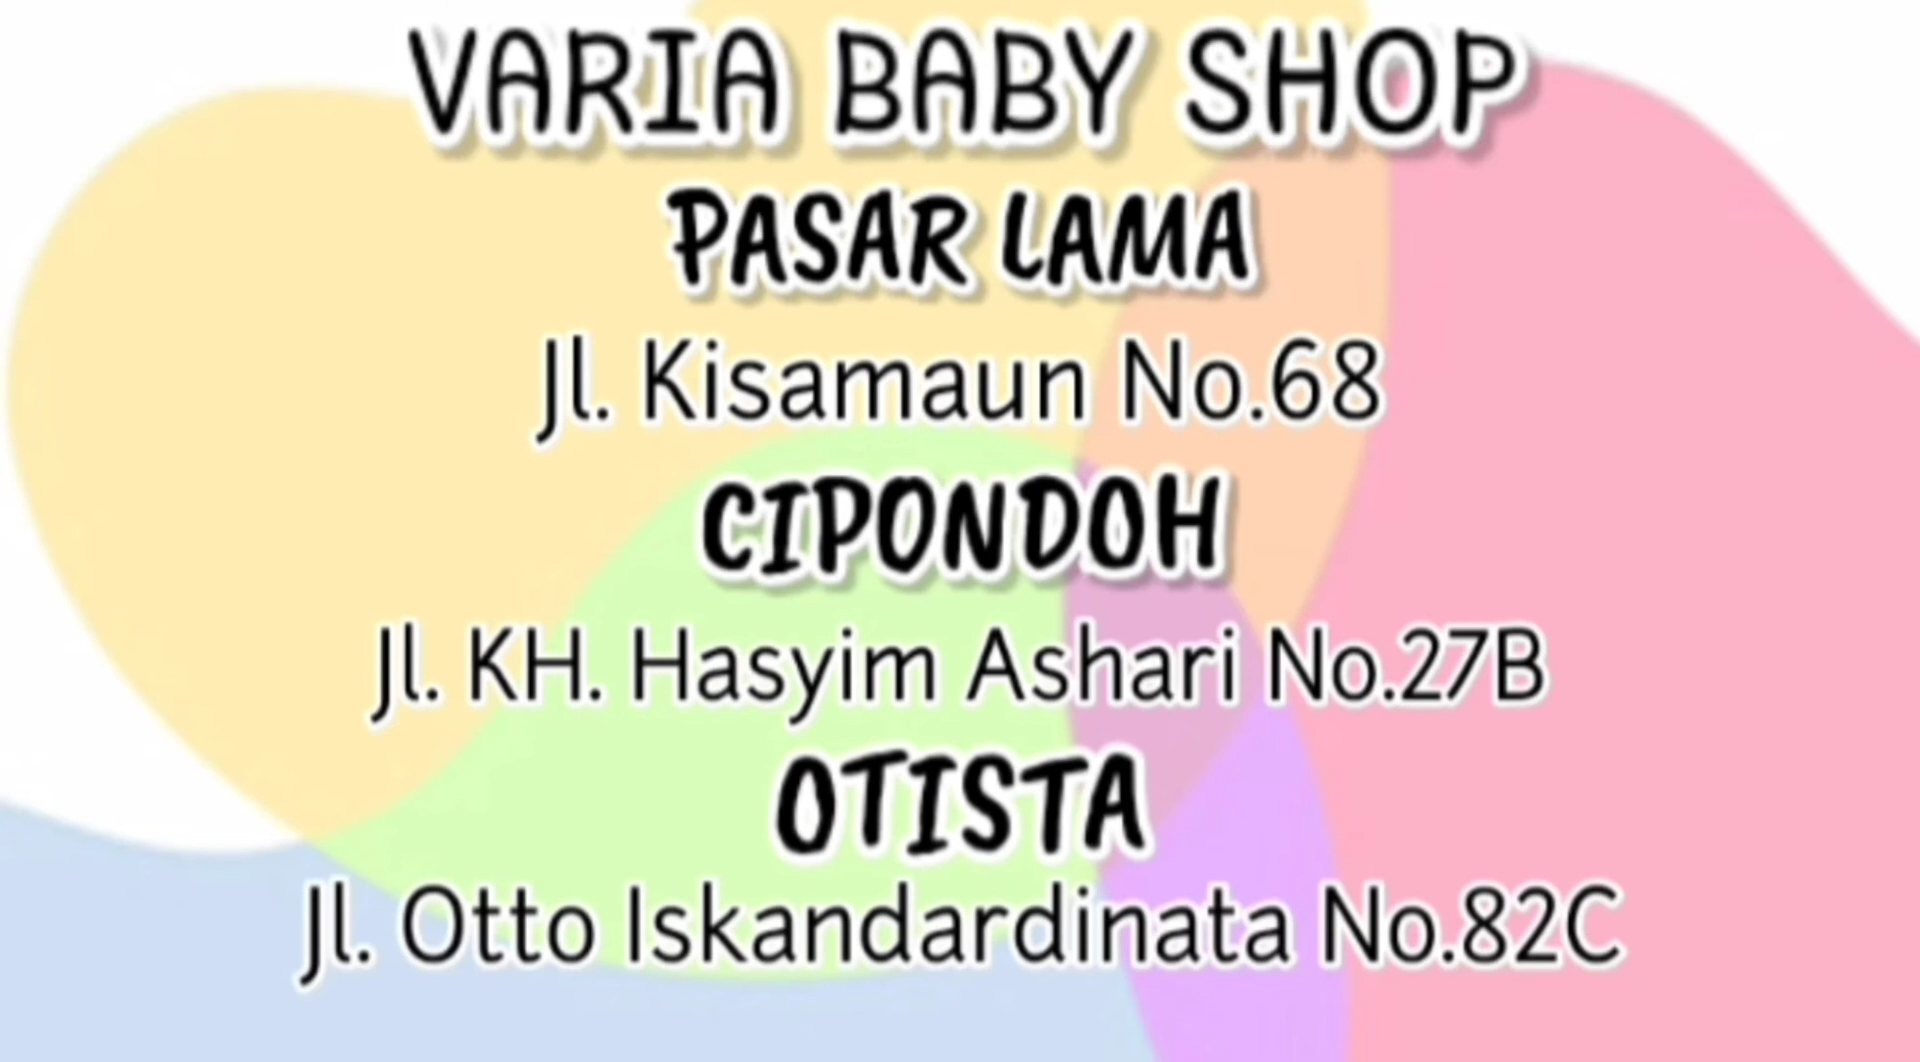 VARIA BABY SHOP
PASAR LAMA
Jl. Kisamaun No.68
CIPONDOH
Jl. KH. Hasyim Ashari No.27B
OTISTA
Jl. Otto Iskandardinata No.82C